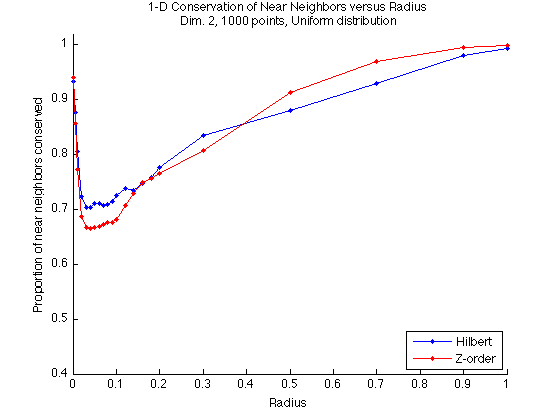 1-D Conservation of Near Neighbors versus Radius
Dim. 2, 1000 points, Uniform distribution
Proportion of near neighbors conserved
1
0.9
0.8
0.7
0.6
0.5
0.4
0 0.1 0.2 0.3 0.4 0.5 0.6 0.7 0.8 0.9 1
Radius
Hilbert
Z-order